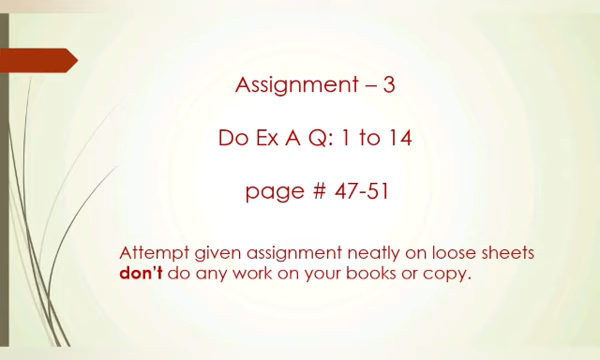 Assignment – 3
Do Ex A Q: 1 to 14
page # 47-51
Attempt given assignment neatly on loose sheets
don't do any work on your books or copy.